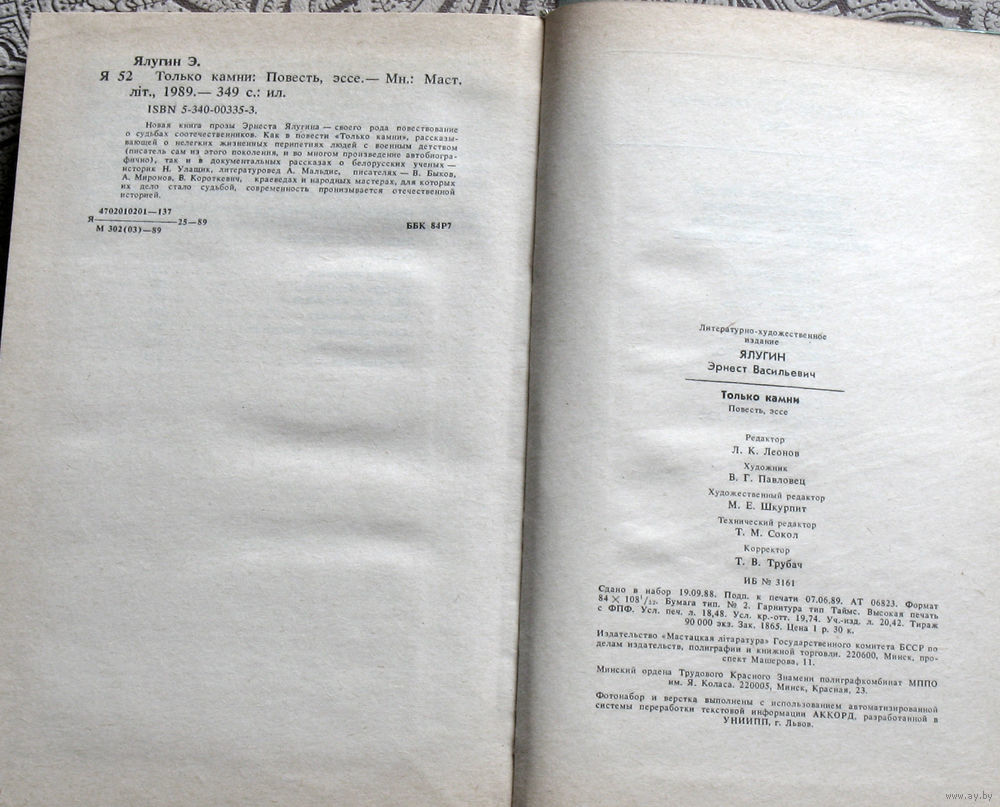 Ялугин Э.
Я 52 Только камни: Повесть, эссе.— Мн.: Маст.
літ., 1989.— 349 с.: ил.
ISBN 5-340-00335-3.
Новая книга прозы Эрнеста Ялугина — своего рода повествование
о судьбах соотечественников. Как в повести «Только камни», рассказы-
вающей о нелегких жизненных перипетиях людей с военным детством
(писатель сам из этого поколения, и во многом произведение автобиогра-
фично), так и в документальных рассказах о белорусских ученых —
историк Н. Улащик, литературовед А. Мальдис, писателях — В. Быков,
А. Миронов, В. Короткевич, краеведах и народных мастерах, для которых
их дело стало судьбой, современность пронизывается отечественной
историей.
4702010201—137
Я 25—89
М 302(03)—89
ББК 84Р7
Литературно-художественное
издание
ЯЛУГИН
Эрнест Васильевич
Только камни
Повесть, эссе
Редактор
Л. К. Леонов
Художник
В. Г. Павловец
Художественный редактор
М. Е. Шкурпит
Технический редактор
Т. М. Сокол
Корректор
Т. В. Трубач
ИБ № 3161
Сдано в набор 19.09.88. Подп. к печати 07.06.89. АТ 06823. Формат
84 × 108¹/₃₂. Бумага тип. № 2. Гарнитура тип Таймс. Высокая печать
с ФПФ. Усл. печ. л. 18,48. Усл. кр.-отт. 19,74. Уч.-изд. л. 20,42. Тираж
90 000 экз. Зак. 1865. Цена 1 р. 30 к.
Издательство «Мастацкая літаратура» Государственного комитета БССР по
делам издательств, полиграфии и книжной торговли. 220600, Минск, про-
спект Машерова, 11.
Минский ордена Трудового Красного Знамени полиграфкомбинат МППО
им. Я. Коласа. 220005, Минск, Красная, 23.
Фотонабор и верстка выполнены с использованием автоматизированной
системы переработки текстовой информации АККОРД, разработанной в
УНИИПП, г. Львов.
www.ay.by